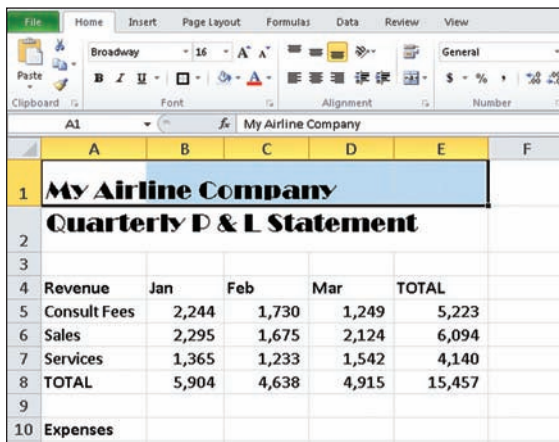 File Home Insert Page Layout Formulas Data Review View
Broadway 16 A A General
Paste B I U A $ % ,
Clipboard Font Alignment Number
A1 fx My Airline Company
A B C D E F
1 My Airline Company
2 Quarterly P & L Statement
3
4 Revenue Jan Feb Mar TOTAL
5 Consult Fees 2,244 1,730 1,249 5,223
6 Sales 2,295 1,675 2,124 6,094
7 Services 1,365 1,233 1,542 4,140
8 TOTAL 5,904 4,638 4,915 15,457
9
10 Expenses